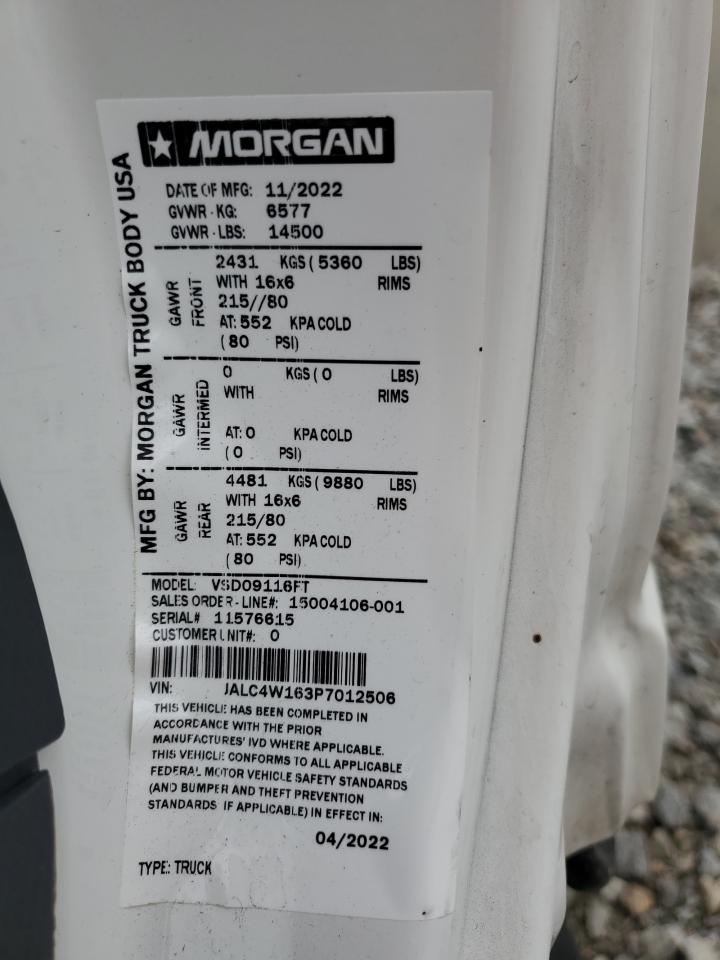 MORGAN
MFG BY: MORGAN TRUCK BODY USA
DATE OF MFG: 11/2022
GVWR - KG: 6577
GVWR - LBS: 14500
GAWR FRONT
2431 KGS ( 5360 LBS)
WITH 16x6 RIMS
215//80
AT: 552 KPA COLD
( 80 PSI)
GAWR INTERMED
0 KGS ( 0 LBS)
WITH RIMS
AT: 0 KPA COLD
( 0 PSI)
GAWR REAR
4481 KGS ( 9880 LBS)
WITH 16x6 RIMS
215/80
AT: 552 KPA COLD
( 80 PSI)
MODEL: VSD09116FT
SALES ORDER - LINE#: 15004106-001
SERIAL# 11576615
CUSTOMER UNIT#: 0
VIN: JALC4W163P7012506
THIS VEHICLE HAS BEEN COMPLETED IN
ACCORDANCE WITH THE PRIOR
MANUFACTURES' IVD WHERE APPLICABLE.
THIS VEHICLE CONFORMS TO ALL APPLICABLE
FEDERAL MOTOR VEHICLE SAFETY STANDARDS
(AND BUMPER AND THEFT PREVENTION
STANDARDS IF APPLICABLE) IN EFFECT IN:
04/2022
TYPE: TRUCK